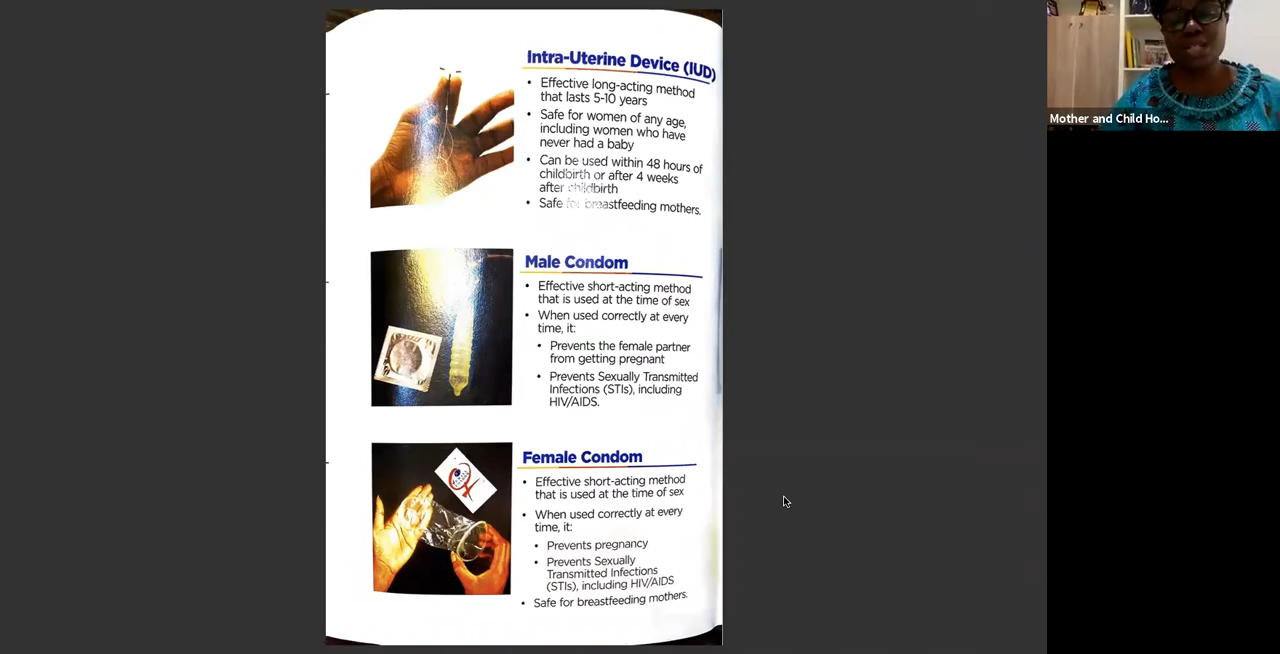 Intra-Uterine Device (IUD)
• Effective long-acting method
that lasts 5-10 years
• Safe for women of any age,
including women who have
never had a baby
• Can be used within 48 hours of
childbirth or after 4 weeks
after childbirth
• Safe for breastfeeding mothers.
Male Condom
• Effective short-acting method
that is used at the time of sex
• When used correctly at every
time, it:
• Prevents the female partner
from getting pregnant
• Prevents Sexually Transmitted
Infections (STIs), including
HIV/AIDS.
Female Condom
• Effective short-acting method
that is used at the time of sex
• When used correctly at every
time, it:
• Prevents pregnancy
• Prevents Sexually
Transmitted Infections
(STIs), including HIV/AIDS
• Safe for breastfeeding mothers.
Mother and Child Ho...